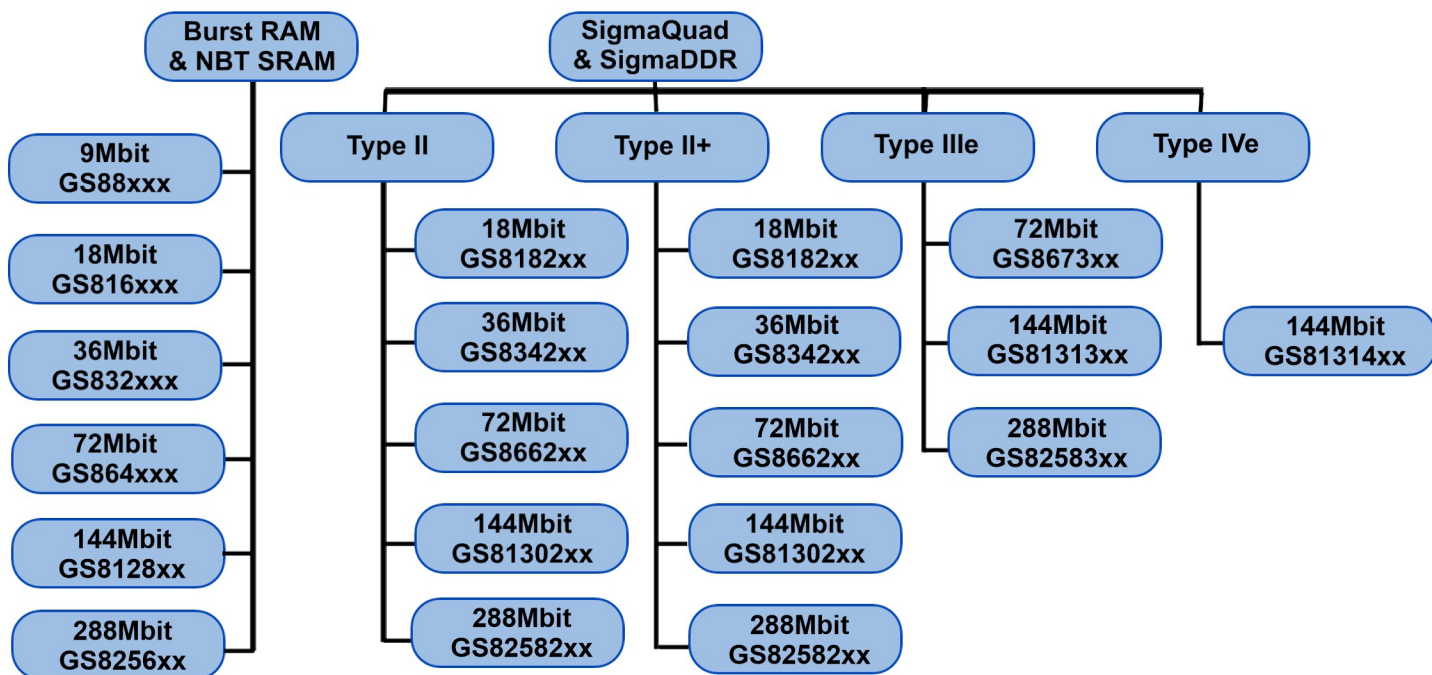 Burst RAM
& NBT SRAM
9Mbit
GS88xxx
18Mbit
GS816xxx
36Mbit
GS832xxx
72Mbit
GS864xxx
144Mbit
GS8128xx
288Mbit
GS8256xx
SigmaQuad
& SigmaDDR
Type II
18Mbit
GS8182xx
36Mbit
GS8342xx
72Mbit
GS8662xx
144Mbit
GS81302xx
288Mbit
GS82582xx
Type II+
18Mbit
GS8182xx
36Mbit
GS8342xx
72Mbit
GS8662xx
144Mbit
GS81302xx
288Mbit
GS82582xx
Type IIIe
72Mbit
GS8673xx
144Mbit
GS81313xx
288Mbit
GS82583xx
Type IVe
144Mbit
GS81314xx